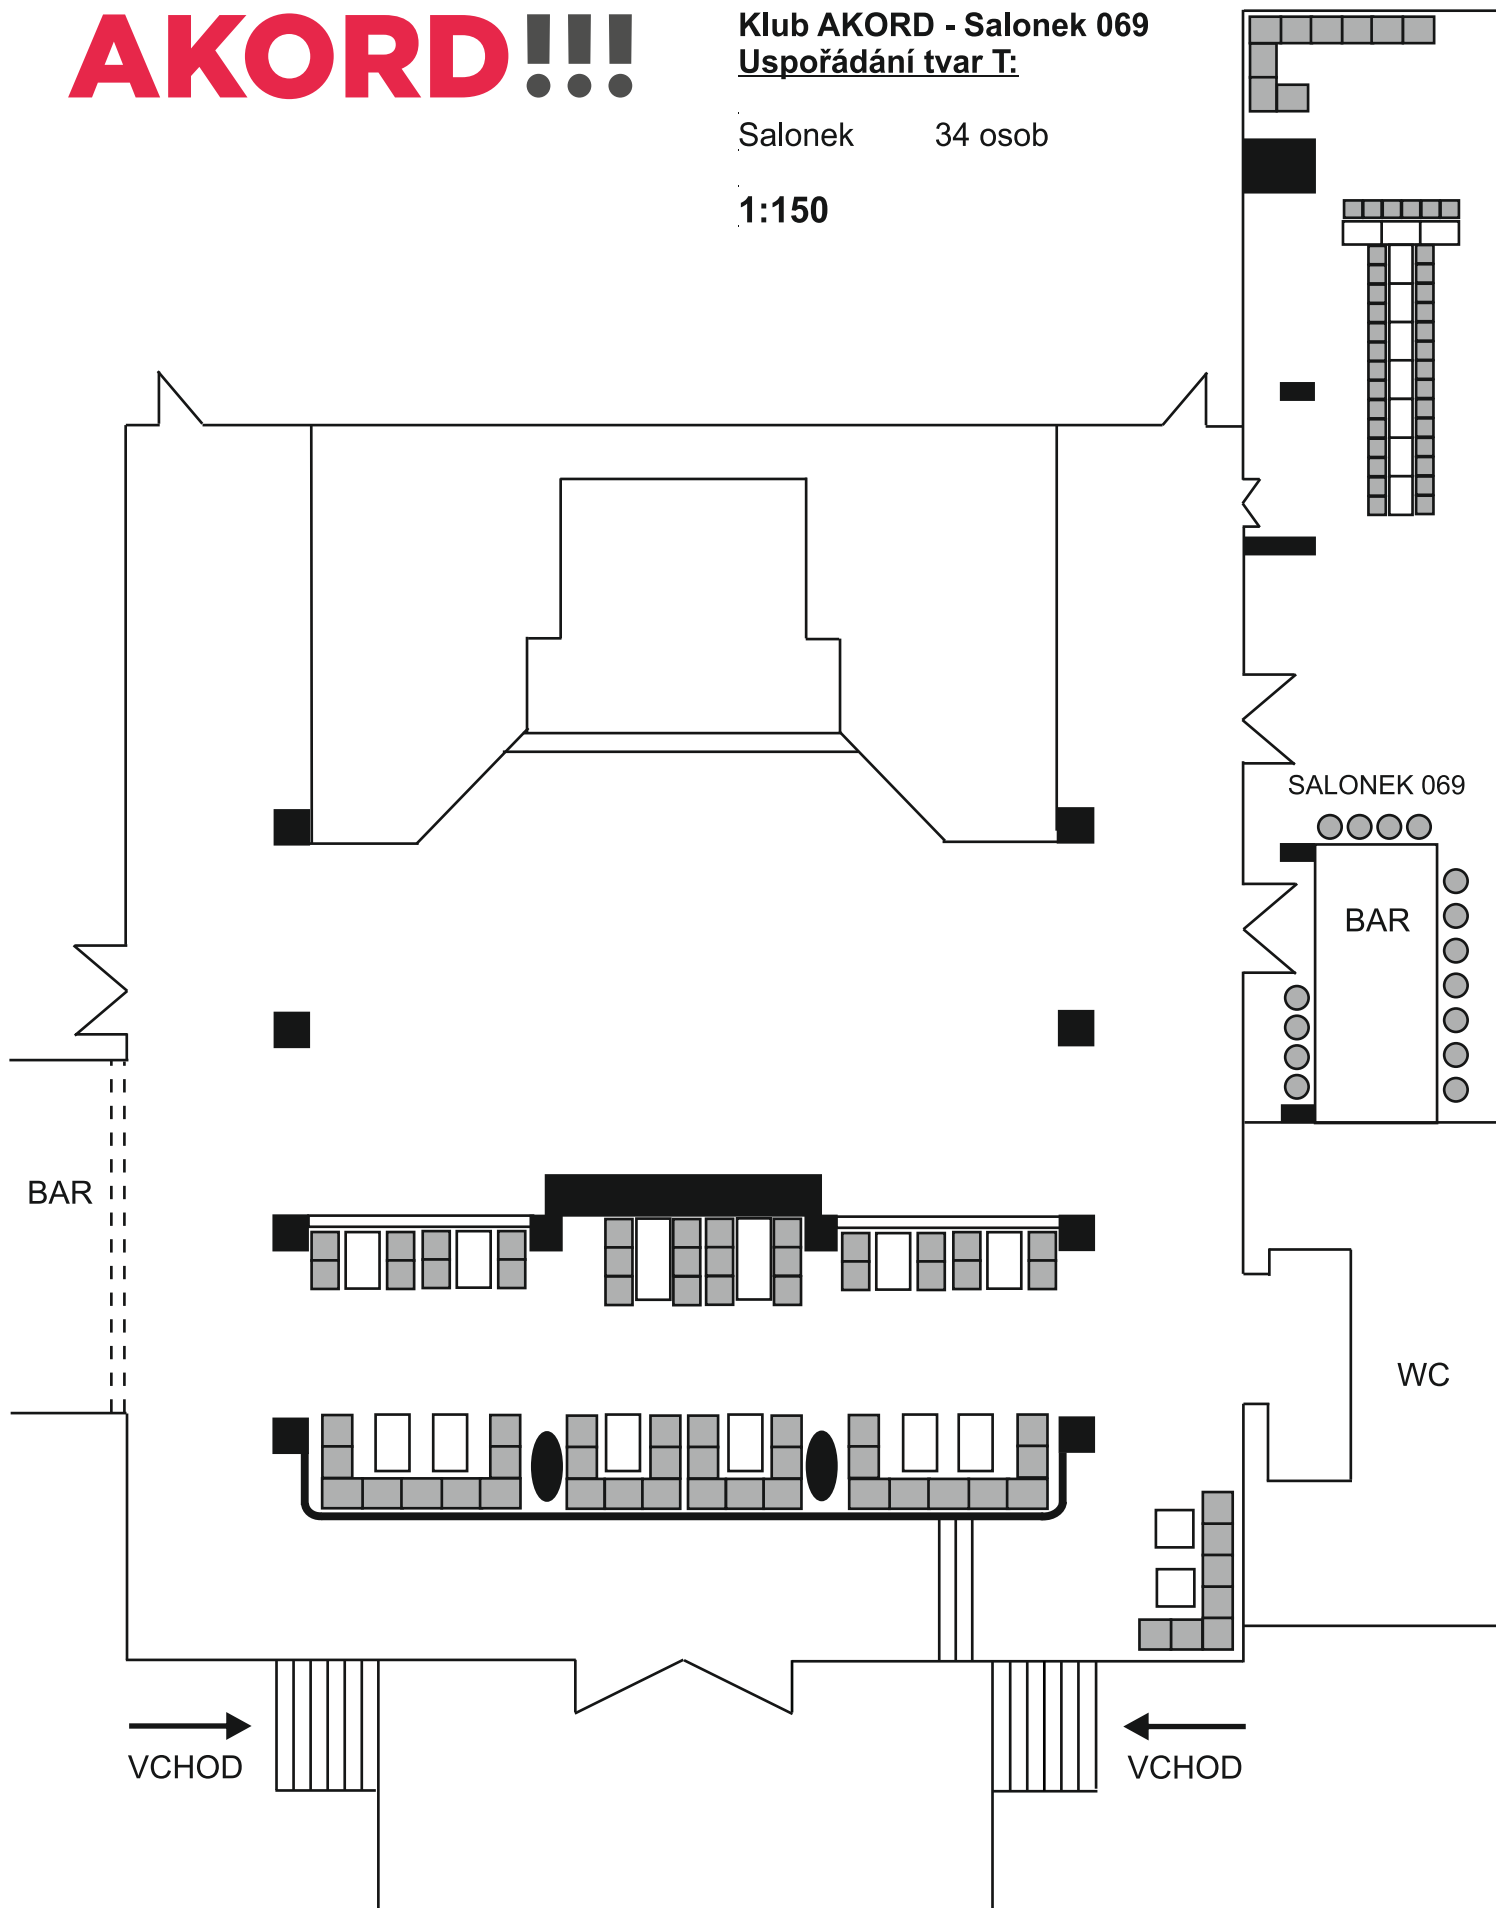 AKORD!!!
Klub AKORD - Salonek 069
Uspořádání tvar T:
Salonek 34 osob
1:150
SALONEK 069
BAR
BAR
WC
VCHOD
VCHOD